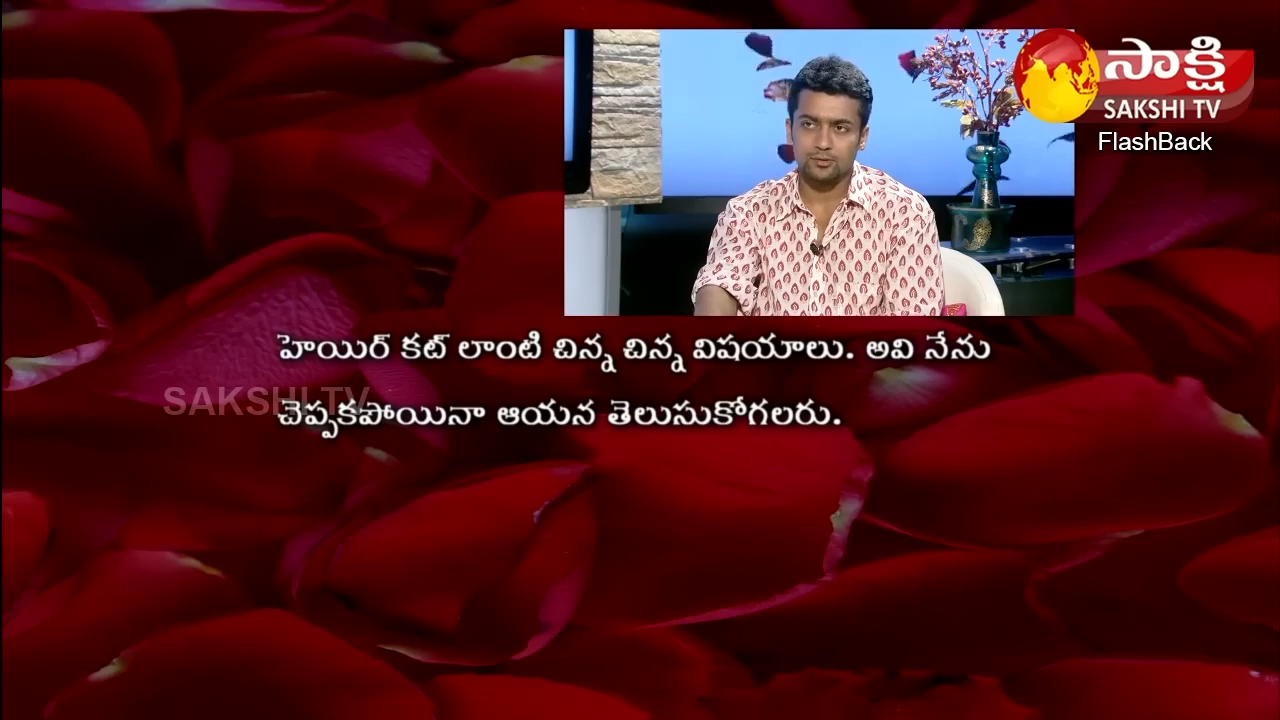 సాక్షి
SAKSHI TV
FlashBack
హెయిర్ కట్ లాంటి చిన్న చిన్న విషయాలు. అవి నేను
SAKSHI TV
చెప్పకపోయినా ఆయన తెలుసుకోగలరు.